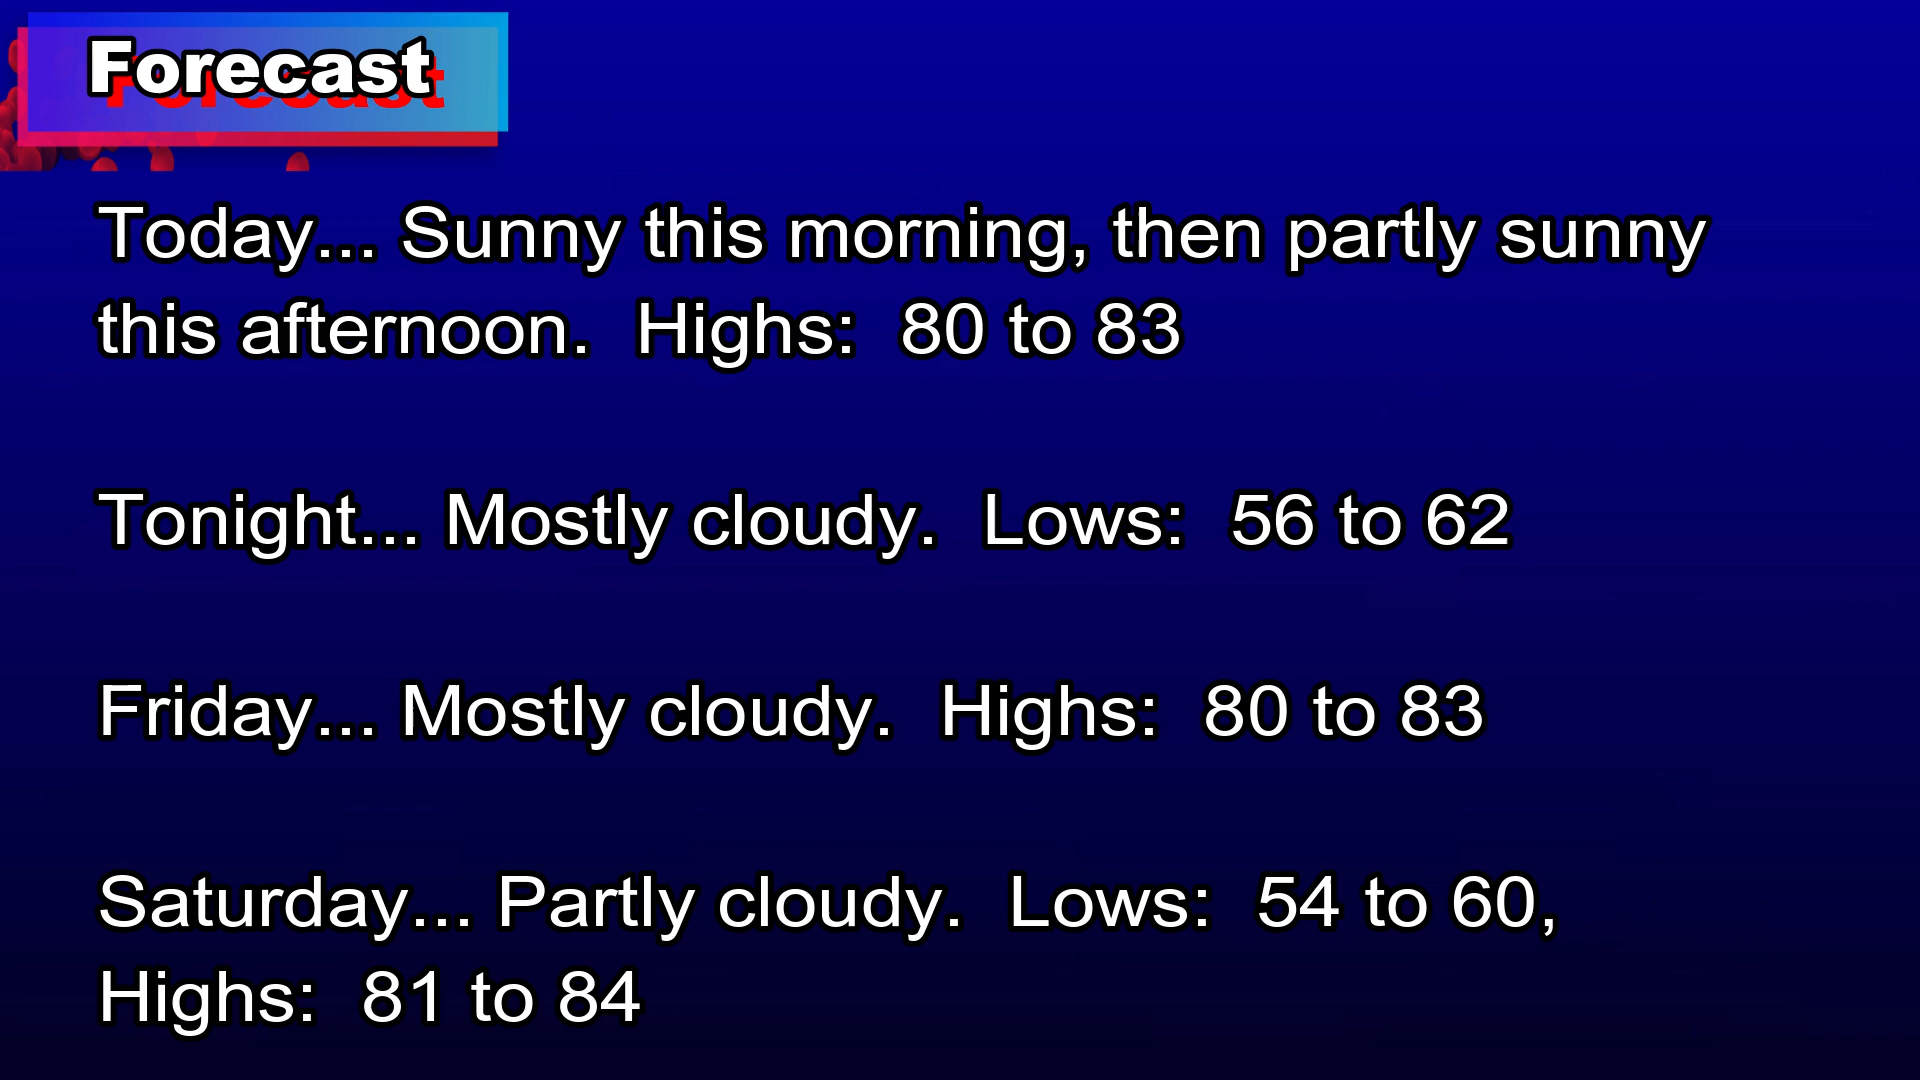 Forecast
Today... Sunny this morning, then partly sunny
this afternoon.  Highs:  80 to 83
Tonight... Mostly cloudy.  Lows:  56 to 62
Friday... Mostly cloudy.  Highs:  80 to 83
Saturday... Partly cloudy.  Lows:  54 to 60,
Highs:  81 to 84